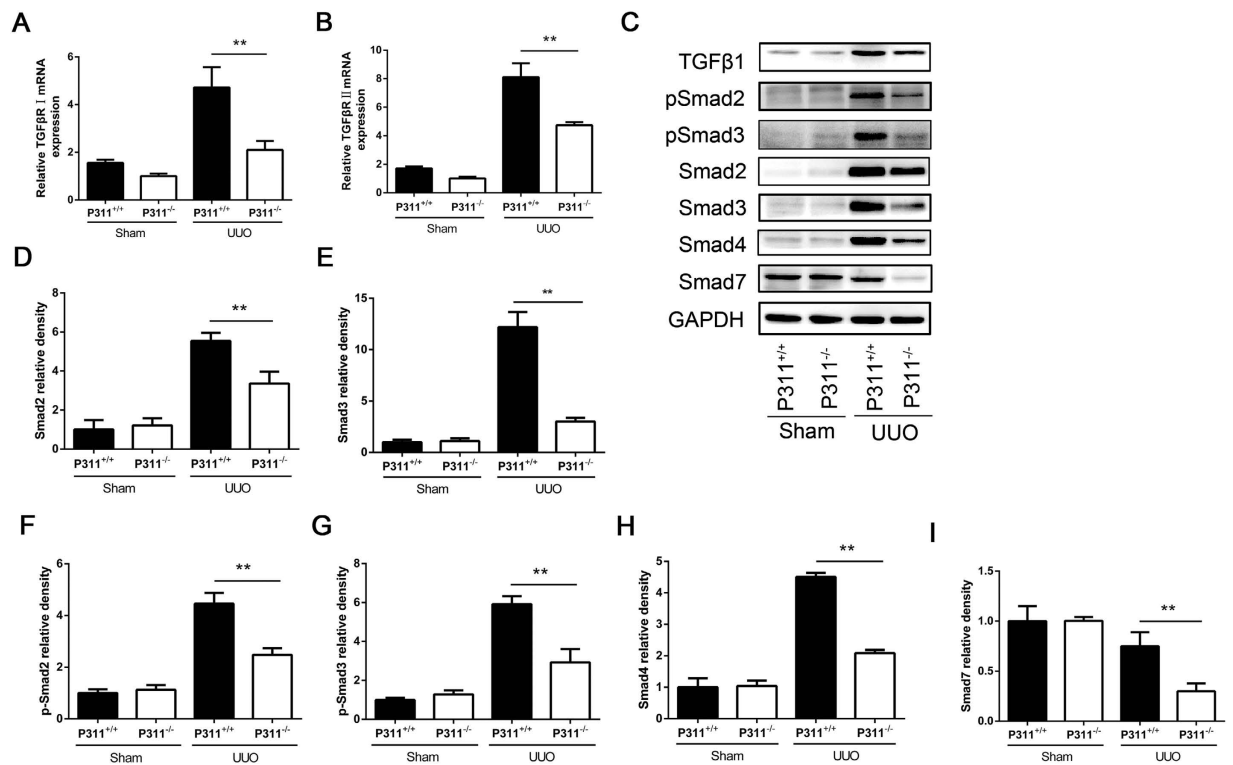 A
Relative TGFβR Ⅰ mRNA
expression
6
4
2
0
**
P311+/+ P311-/- P311+/+ P311-/-
Sham UUO
B
Relative TGFβR Ⅱ mRNA
expression
10
8
6
4
2
0
**
P311+/+ P311-/- P311+/+ P311-/-
Sham UUO
C
TGFβ1
pSmad2
pSmad3
Smad2
Smad3
Smad4
Smad7
GAPDH
P311+/+ P311-/- P311+/+ P311-/-
Sham UUO
D
Smad2 relative density
8
6
4
2
0
**
P311+/+ P311-/- P311+/+ P311-/-
Sham UUO
E
Smad3 relative density
15
10
5
0
**
P311+/+ P311-/- P311+/+ P311-/-
Sham UUO
F
p-Smad2 relative density
6
4
2
0
**
P311+/+ P311-/- P311+/+ P311-/-
Sham UUO
G
p-Smad3 relative density
8
6
4
2
0
**
P311+/+ P311-/- P311+/+ P311-/-
Sham UUO
H
Smad4 relative density
5
4
3
2
1
0
**
P311+/+ P311-/- P311+/+ P311-/-
Sham UUO
I
Smad7 relative density
1.5
1.0
0.5
0.0
**
P311+/+ P311-/- P311+/+ P311-/-
Sham UUO